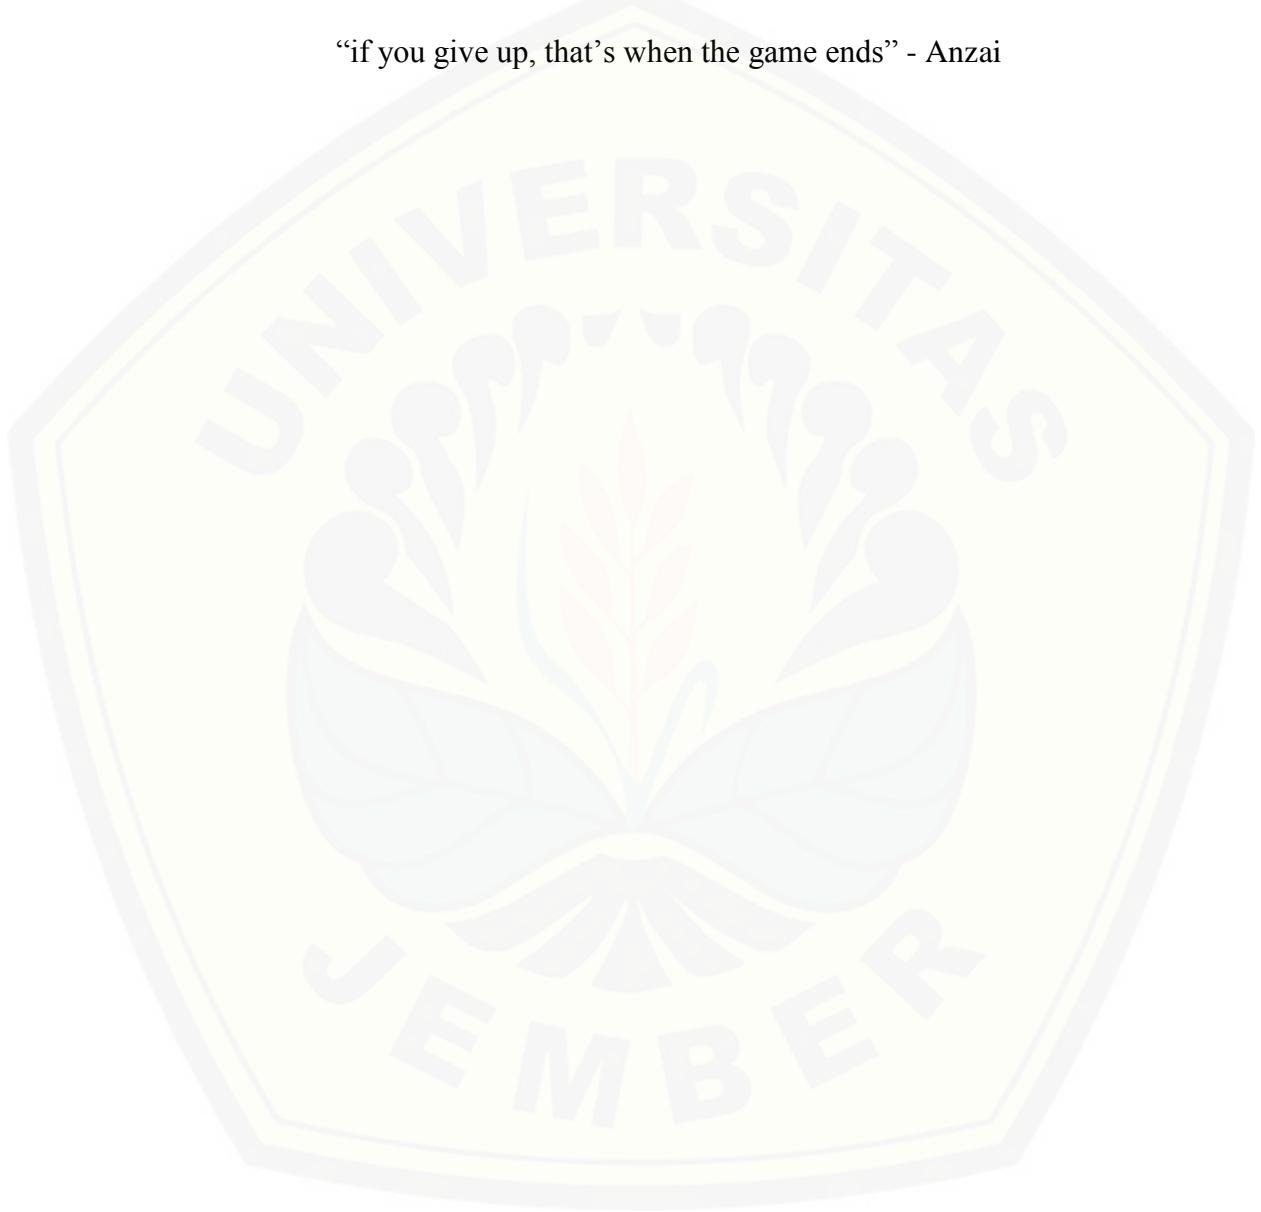 “if you give up, that’s when the game ends” - Anzai
UNIVERSITAS
JEMBER